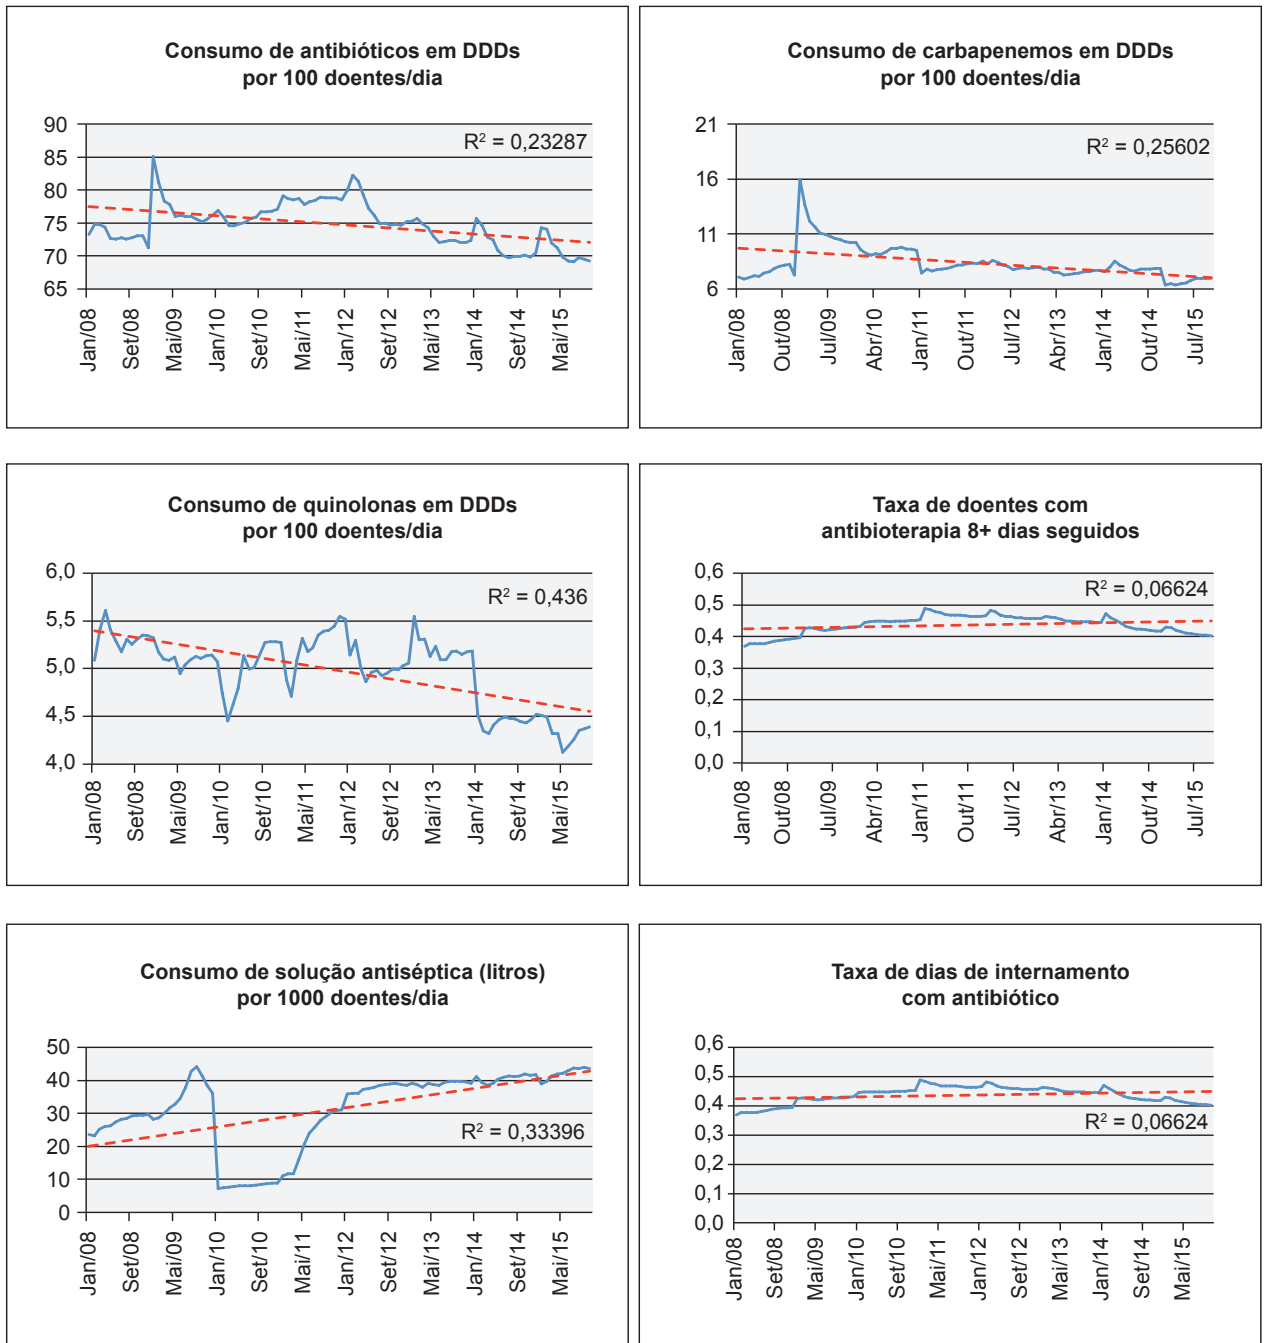 Consumo de antibióticos em DDDs
por 100 doentes/dia
R² = 0,23287
90
85
80
75
70
65
Jan/08
Set/08
Mai/09
Jan/10
Set/10
Mai/11
Jan/12
Set/12
Mai/13
Jan/14
Set/14
Mai/15
Consumo de carbapenemos em DDDs
por 100 doentes/dia
R² = 0,25602
21
16
11
6
Jan/08
Out/08
Jul/09
Abr/10
Jan/11
Out/11
Jul/12
Abr/13
Jan/14
Out/14
Jul/15
Consumo de quinolonas em DDDs
por 100 doentes/dia
R² = 0,436
6,0
5,5
5,0
4,5
4,0
Jan/08
Set/08
Mai/09
Jan/10
Set/10
Mai/11
Jan/12
Set/12
Mai/13
Jan/14
Set/14
Mai/15
Taxa de doentes com
antibioterapia 8+ dias seguidos
R² = 0,06624
0,6
0,5
0,4
0,3
0,2
0,1
0,0
Jan/08
Out/08
Jul/09
Abr/10
Jan/11
Out/11
Jul/12
Abr/13
Jan/14
Out/14
Jul/15
Consumo de solução antiséptica (litros)
por 1000 doentes/dia
R² = 0,33396
50
40
30
20
10
0
Jan/08
Set/08
Mai/09
Jan/10
Set/10
Mai/11
Jan/12
Set/12
Mai/13
Jan/14
Set/14
Mai/15
Taxa de dias de internamento
com antibiótico
R² = 0,06624
0,6
0,5
0,4
0,3
0,2
0,1
0,0
Jan/08
Set/08
Mai/09
Jan/10
Set/10
Mai/11
Jan/12
Set/12
Mai/13
Jan/14
Set/14
Mai/15